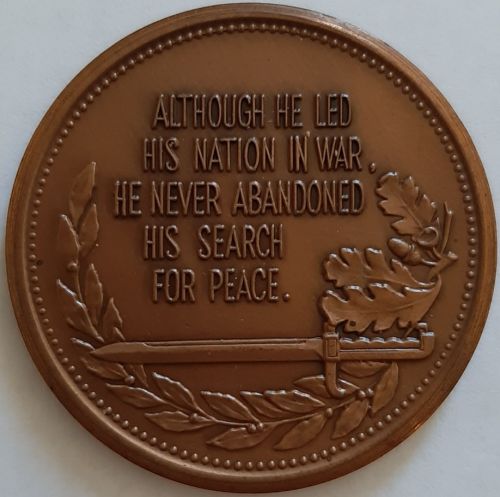 ALTHOUGH HE LED
HIS NATION IN WAR,
HE NEVER ABANDONED
HIS SEARCH
FOR PEACE.